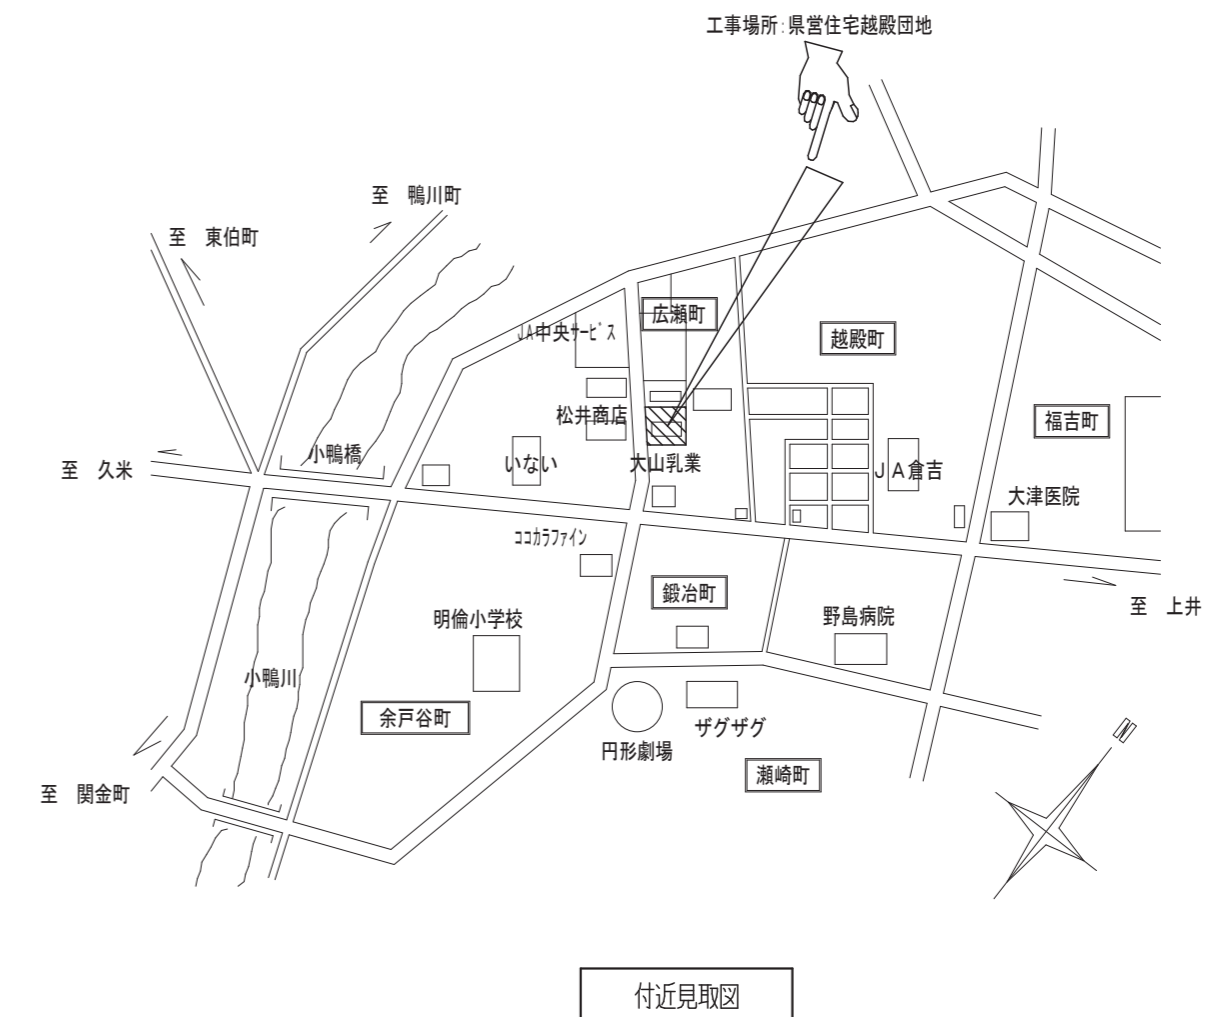 工事場所:県営住宅越殿団地
至　鴨川町
至　東伯町
広瀬町
JA中央ｻｰﾋﾞｽ
越殿町
松井商店
福吉町
小鴨橋
いない
大山乳業
ＪＡ倉吉
至　久米
大津医院
ｺｺｶﾗﾌｧｲﾝ
鍛冶町
至　上井
明倫小学校
野島病院
小鴨川
余戸谷町
ザグザグ
円形劇場
瀬崎町
至　関金町
N
付近見取図